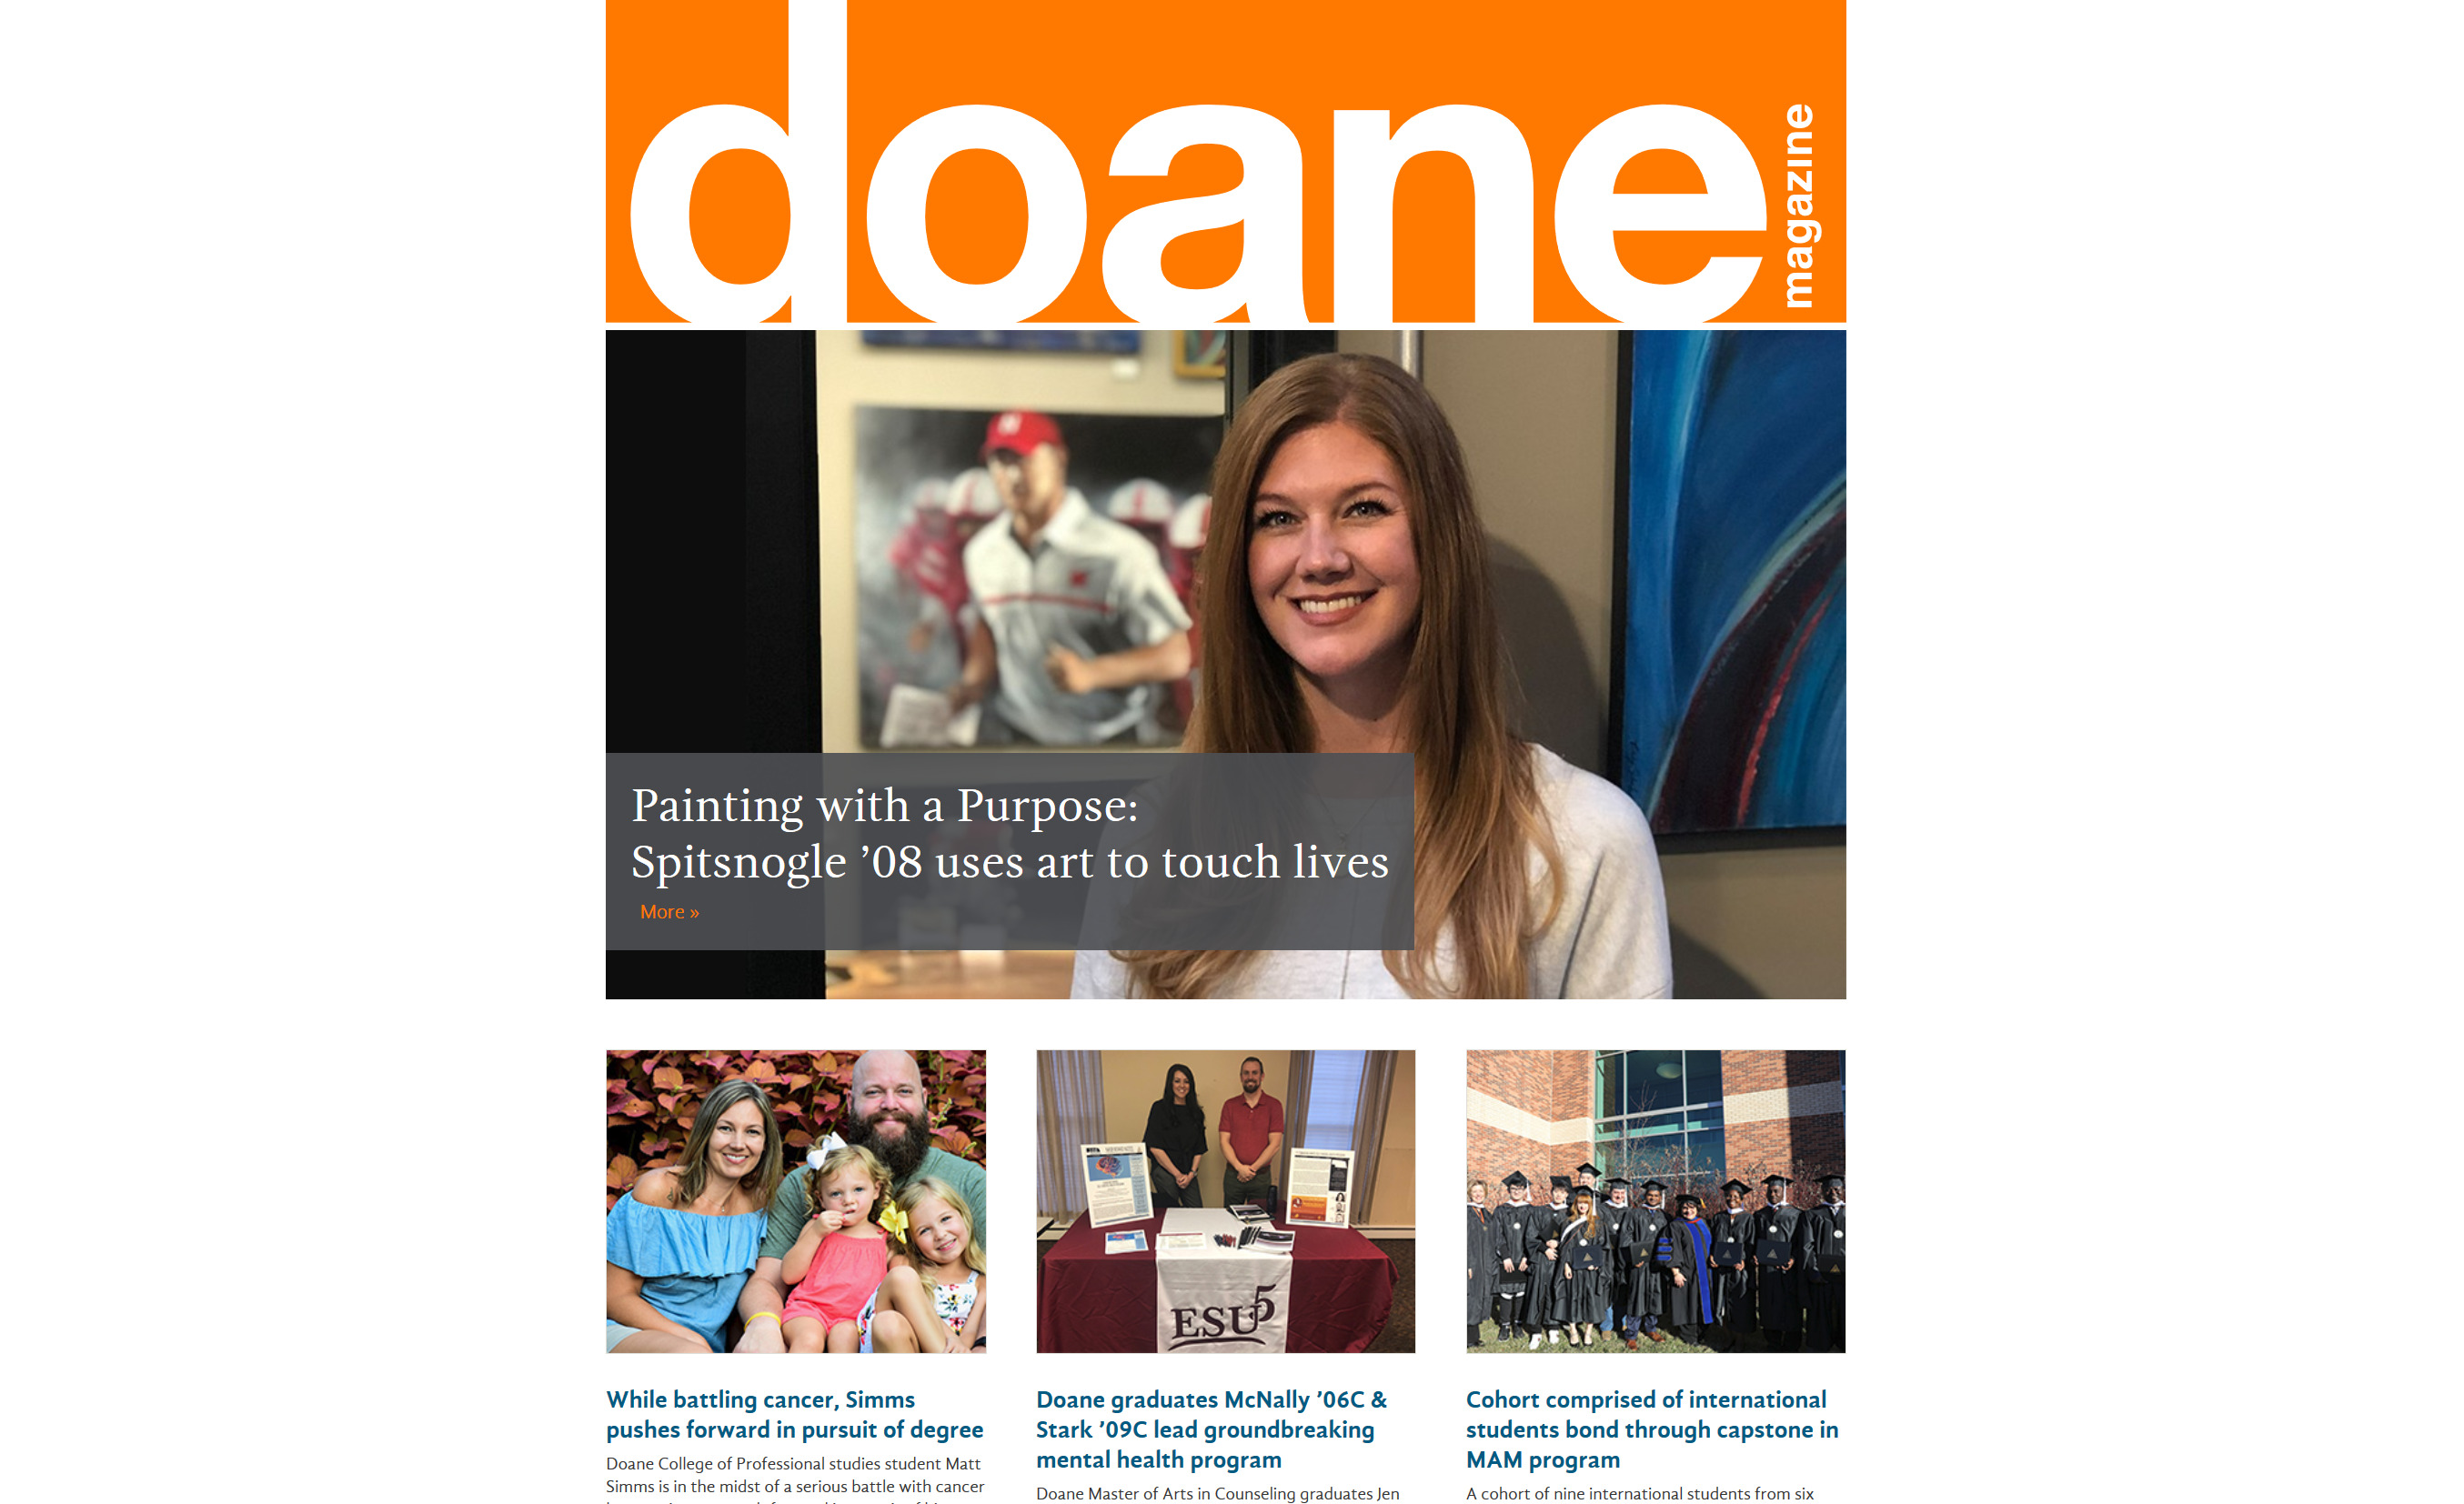 doane
magazine
Painting with a Purpose:
Spitsnogle ’08 uses art to touch lives
More »
ESU5
While battling cancer, Simms
pushes forward in pursuit of degree
Doane College of Professional studies student Matt
Simms is in the midst of a serious battle with cancer
Doane graduates McNally ’06C &
Stark ’09C lead groundbreaking
mental health program
Doane Master of Arts in Counseling graduates Jen
Cohort comprised of international
students bond through capstone in
MAM program
A cohort of nine international students from six